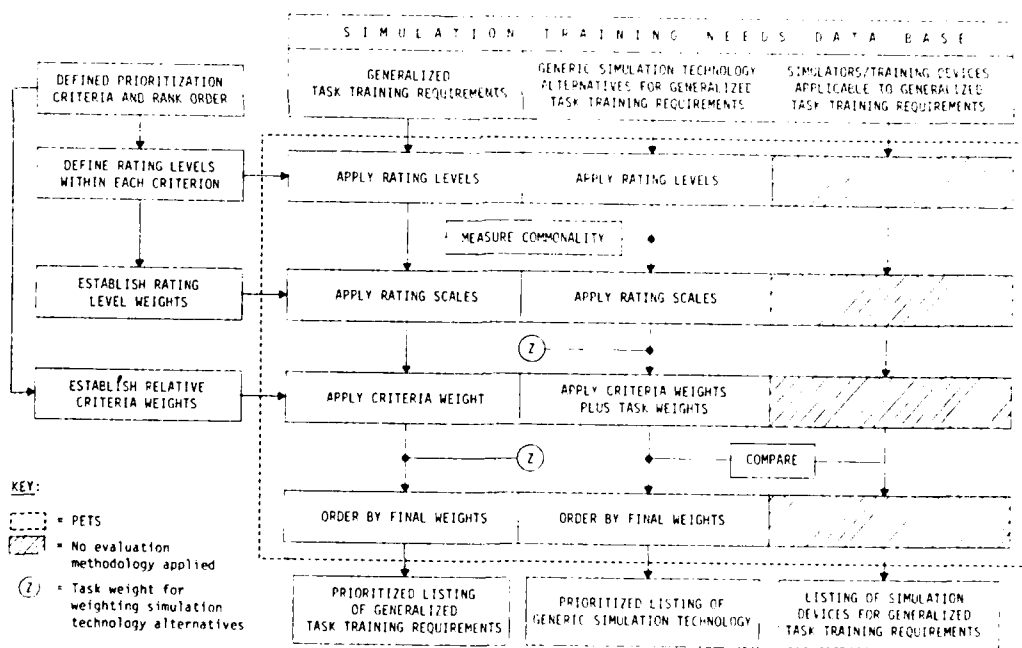 SIMULATION TRAINING NEEDS DATA BASE
DEFINED PRIORITIZATION
CRITERIA AND RANK ORDER
GENERALIZED
TASK TRAINING REQUIREMENTS
GENERIC SIMULATION TECHNOLOGY
ALTERNATIVES FOR GENERALIZED
TASK TRAINING REQUIREMENTS
SIMULATORS/TRAINING DEVICES
APPLICABLE TO GENERALIZED
TASK TRAINING REQUIREMENTS
DEFINE RATING LEVELS
WITHIN EACH CRITERION
APPLY RATING LEVELS
APPLY RATING LEVELS
MEASURE COMMONALITY
ESTABLISH RATING
LEVEL WEIGHTS
APPLY RATING SCALES
APPLY RATING SCALES
Z
ESTABLISH RELATIVE
CRITERIA WEIGHTS
APPLY CRITERIA WEIGHT
APPLY CRITERIA WEIGHTS
PLUS TASK WEIGHTS
Z
COMPARE
ORDER BY FINAL WEIGHTS
ORDER BY FINAL WEIGHTS
KEY:
= PETS
= No evaluation
methodology applied
Z = Task weight for
weighting simulation
technology alternatives
PRIORITIZED LISTING
OF GENERALIZED
TASK TRAINING REQUIREMENTS
PRIORITIZED LISTING OF
GENERIC SIMULATION TECHNOLOGY
LISTING OF SIMULATION
DEVICES FOR GENERALIZED
TASK TRAINING REQUIREMENTS